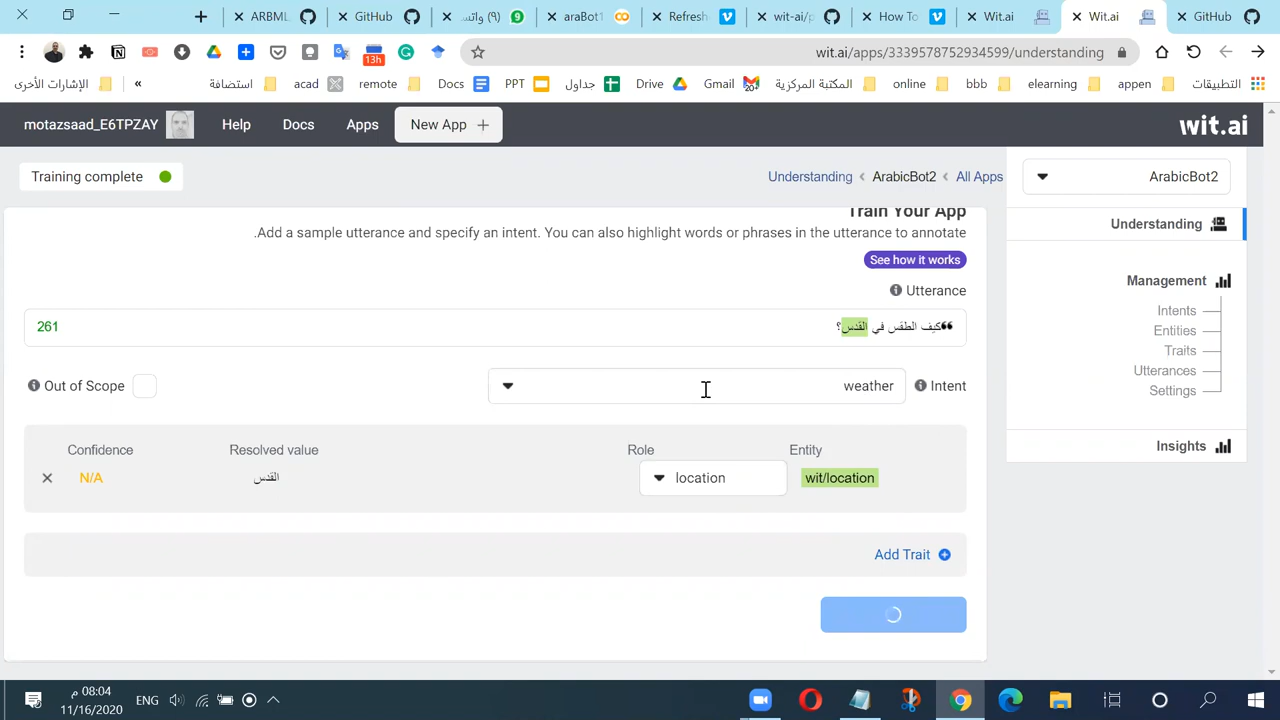 ARBML
GitHub
(٩) واتس
9
araBot1
Refresh
wit-ai/p
How To
Wit.ai
Wit.ai
GitHub
13h
wit.ai/apps/3339578752934599/understanding
الإشارات الأخرى
»
استضافة
acad
remote
Docs
PPT
جداول
Drive
Gmail
المكتبة المركزية
online
bbb
elearning
appen
التطبيقات
motazsaad_E6TPZAY
Help
Docs
Apps
New App +
wit.ai
Training complete
Understanding < ArabicBot2 < All Apps
ArabicBot2
Understanding
Management
Intents
Entities
Traits
Utterances
Settings
Insights
Train Your App
.Add a sample utterance and specify an intent. You can also highlight words or phrases in the utterance to annotate
See how it works
Utterance
261
كيف الطقس في القدس؟
Out of Scope
weather
Intent
Confidence
Resolved value
Role
Entity
N/A
القدس
location
wit/location
Add Trait
08:04 م
11/16/2020
ENG